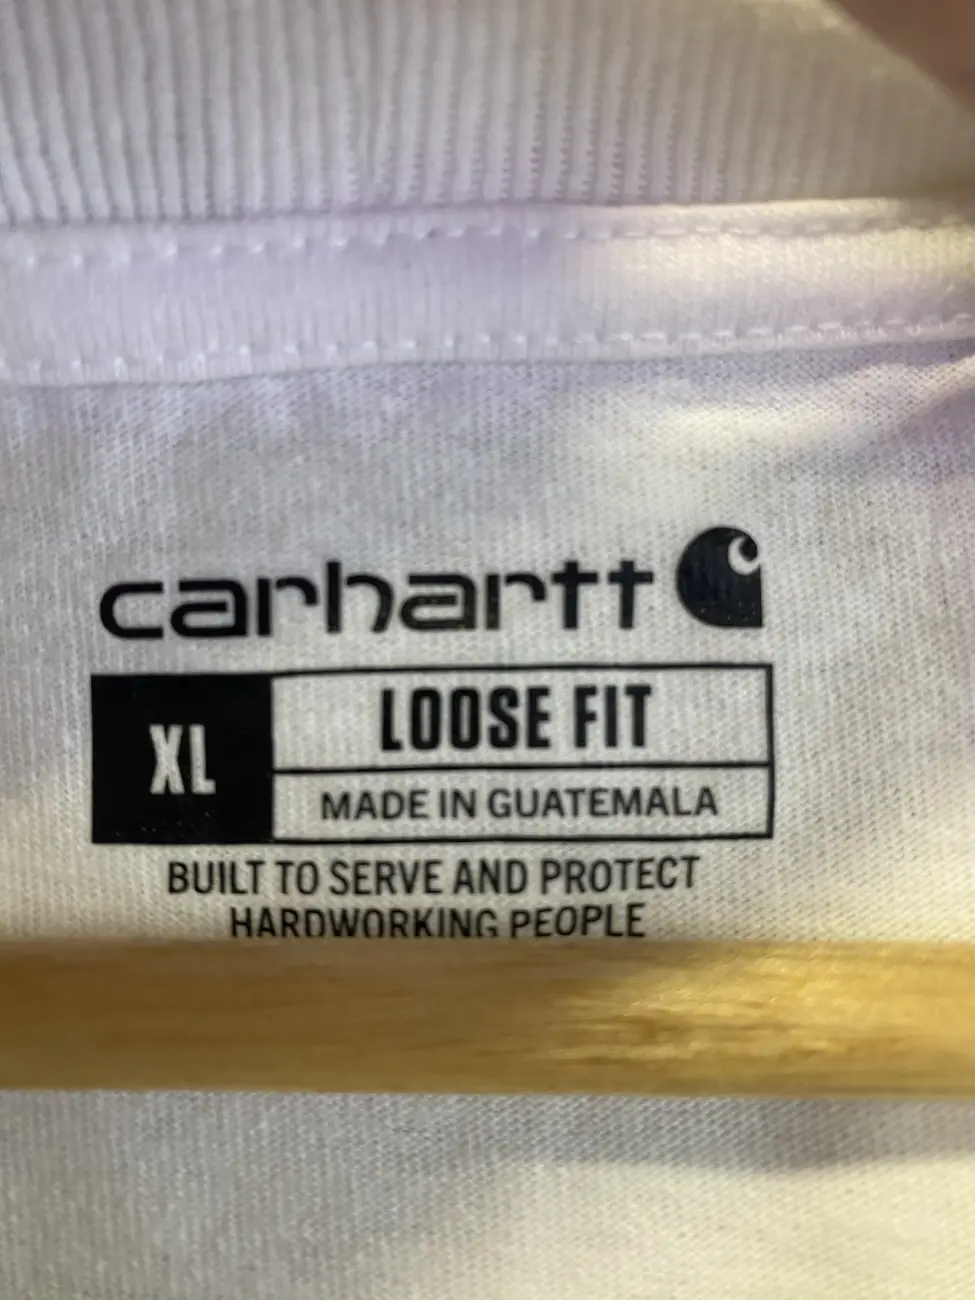 carhartt
XL
LOOSE FIT
MADE IN GUATEMALA
BUILT TO SERVE AND PROTECT
HARDWORKING PEOPLE